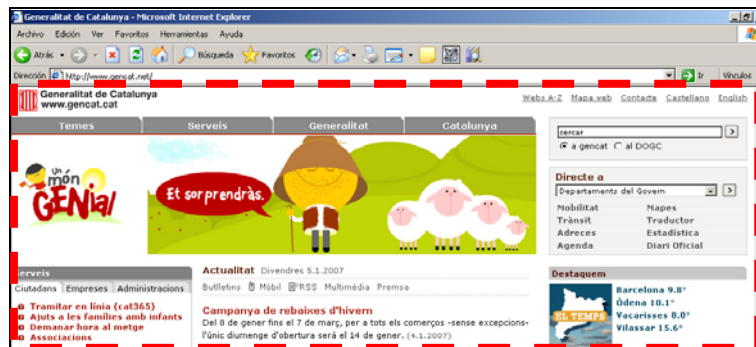 Generalitat de Catalunya - Microsoft Internet Explorer
Archivo Edición Ver Favoritos Herramientas Ayuda
Atrás Búsqueda Favoritos
Dirección http://www.gencat.net/ Ir Vínculos
Generalitat de Catalunya
www.gencat.cat
Webs A-Z Mapa web Contacte Castellano English
Temes Serveis Generalitat Catalunya
cercar
a gencat al DOGC
un món GENial
Et sorprendràs.
Directe a
Departaments del Govern
Mobilitat Mapes
Trànsit Traductor
Adreces Estadística
Agenda Diari Oficial
Serveis
Ciutadans Empreses Administracions
Tramitar en línia (cat365)
Ajuts a les famílies amb infants
Demanar hora al metge
Associacions
Actualitat Divendres 5.1.2007
Butlletins Mòbil RSS Multimèdia Premsa
Campanya de rebaixes d'hivern
Del 8 de gener fins el 7 de març, per a tots els comerços -sense excepcions-
l'únic diumenge d'obertura serà el 14 de gener. (4.1.2007)
Destaquem
EL TEMPS
Barcelona 9.8°
Òdena 10.1°
Vacarisses 8.0°
Vilassar 15.6°